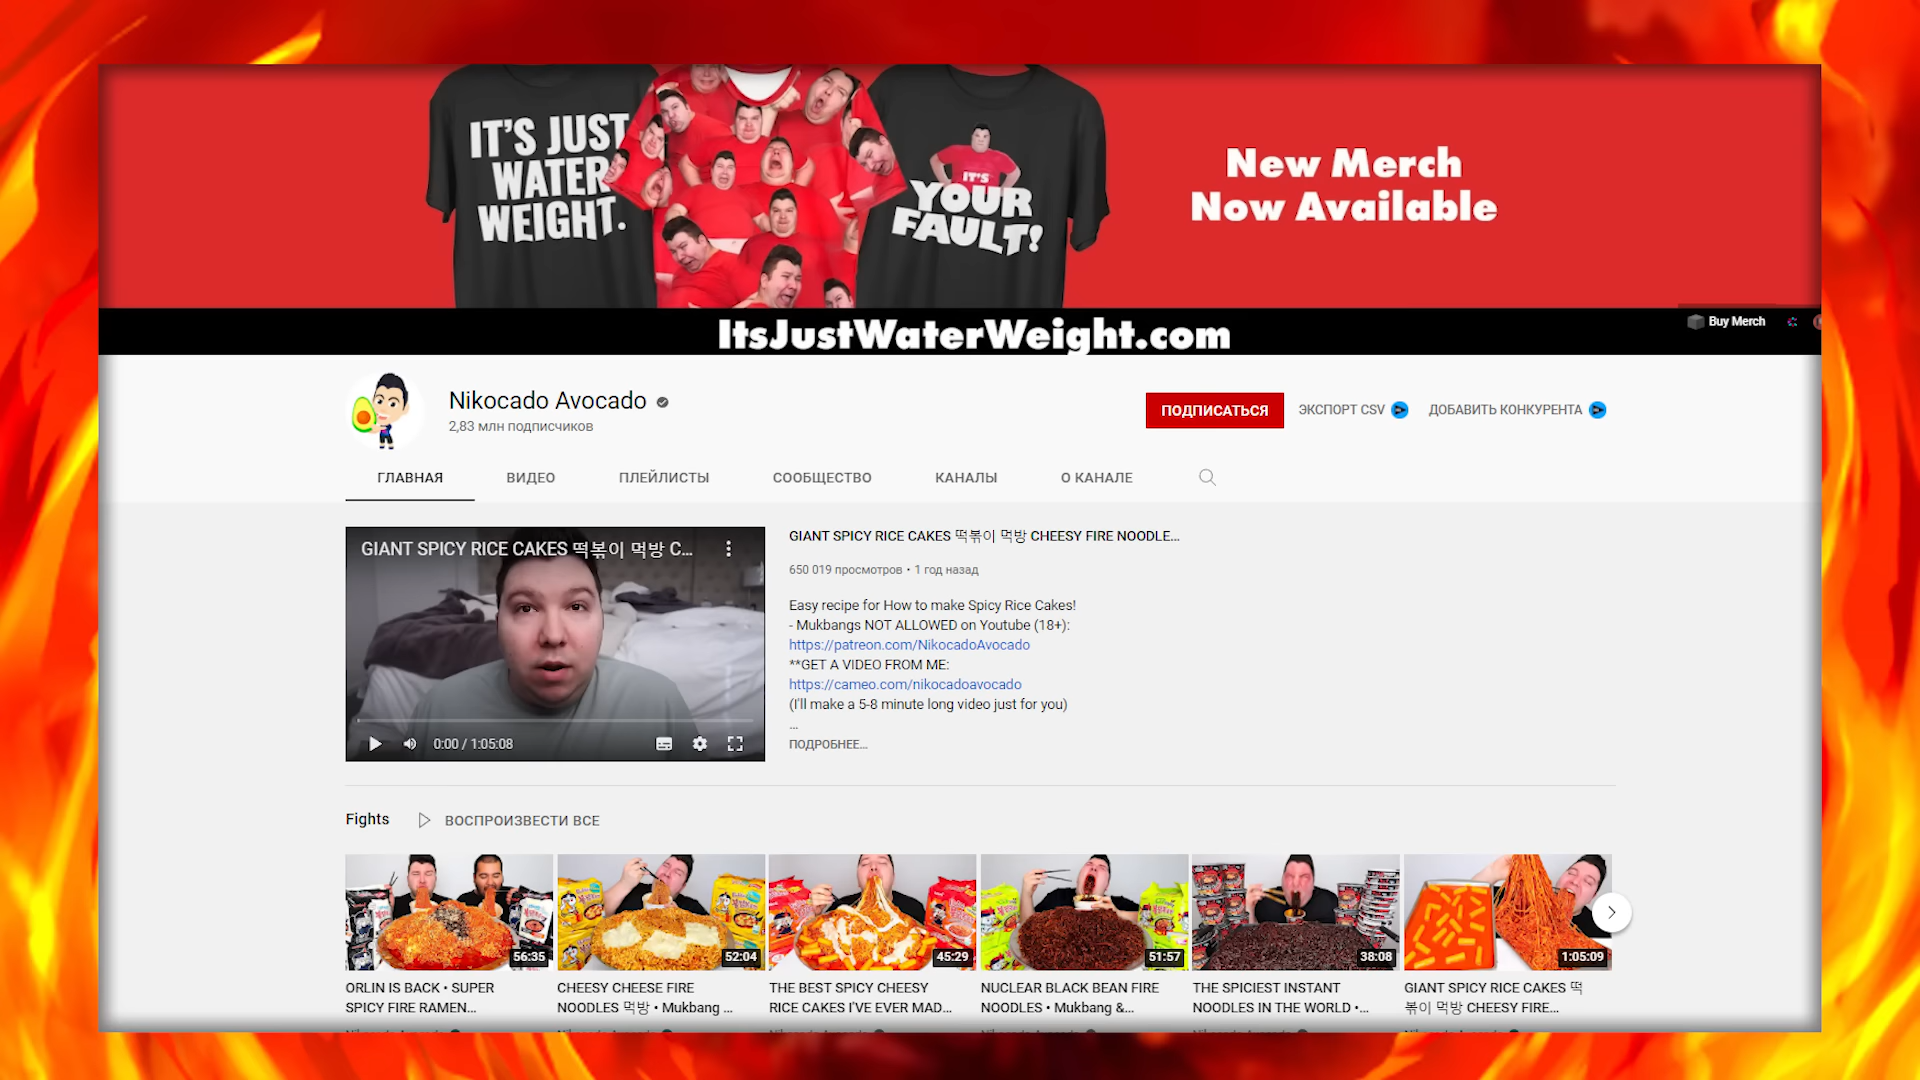 IT'S JUST
WATER
WEIGHT.
IT'S
YOUR
FAULT!
New Merch
Now Available
ItsJustWaterWeight.com
Buy Merch
Nikocado Avocado
2,83 млн подписчиков
ПОДПИСАТЬСЯ
ЭКСПОРТ CSV
ДОБАВИТЬ КОНКУРЕНТА
ГЛАВНАЯ
ВИДЕО
ПЛЕЙЛИСТЫ
СООБЩЕСТВО
КАНАЛЫ
О КАНАЛЕ
GIANT SPICY RICE CAKES 떡볶이 먹방 C...
0:00 / 1:05:08
GIANT SPICY RICE CAKES 떡볶이 먹방 CHEESY FIRE NOODLE...
650 019 просмотров • 1 год назад
Easy recipe for How to make Spicy Rice Cakes!
- Mukbangs NOT ALLOWED on Youtube (18+):
https://patreon.com/NikocadoAvocado
**GET A VIDEO FROM ME:
https://cameo.com/nikocadoavocado
(I'll make a 5-8 minute long video just for you)
...
ПОДРОБНЕЕ...
Fights
ВОСПРОИЗВЕСТИ ВСЕ
56:35
52:04
45:29
51:57
38:08
1:05:09
ORLIN IS BACK • SUPER
SPICY FIRE RAMEN...
CHEESY CHEESE FIRE
NOODLES 먹방 • Mukbang ...
THE BEST SPICY CHEESY
RICE CAKES I'VE EVER MAD...
NUCLEAR BLACK BEAN FIRE
NOODLES • Mukbang &...
THE SPICIEST INSTANT
NOODLES IN THE WORLD •...
GIANT SPICY RICE CAKES 떡
볶이 먹방 CHEESY FIRE...